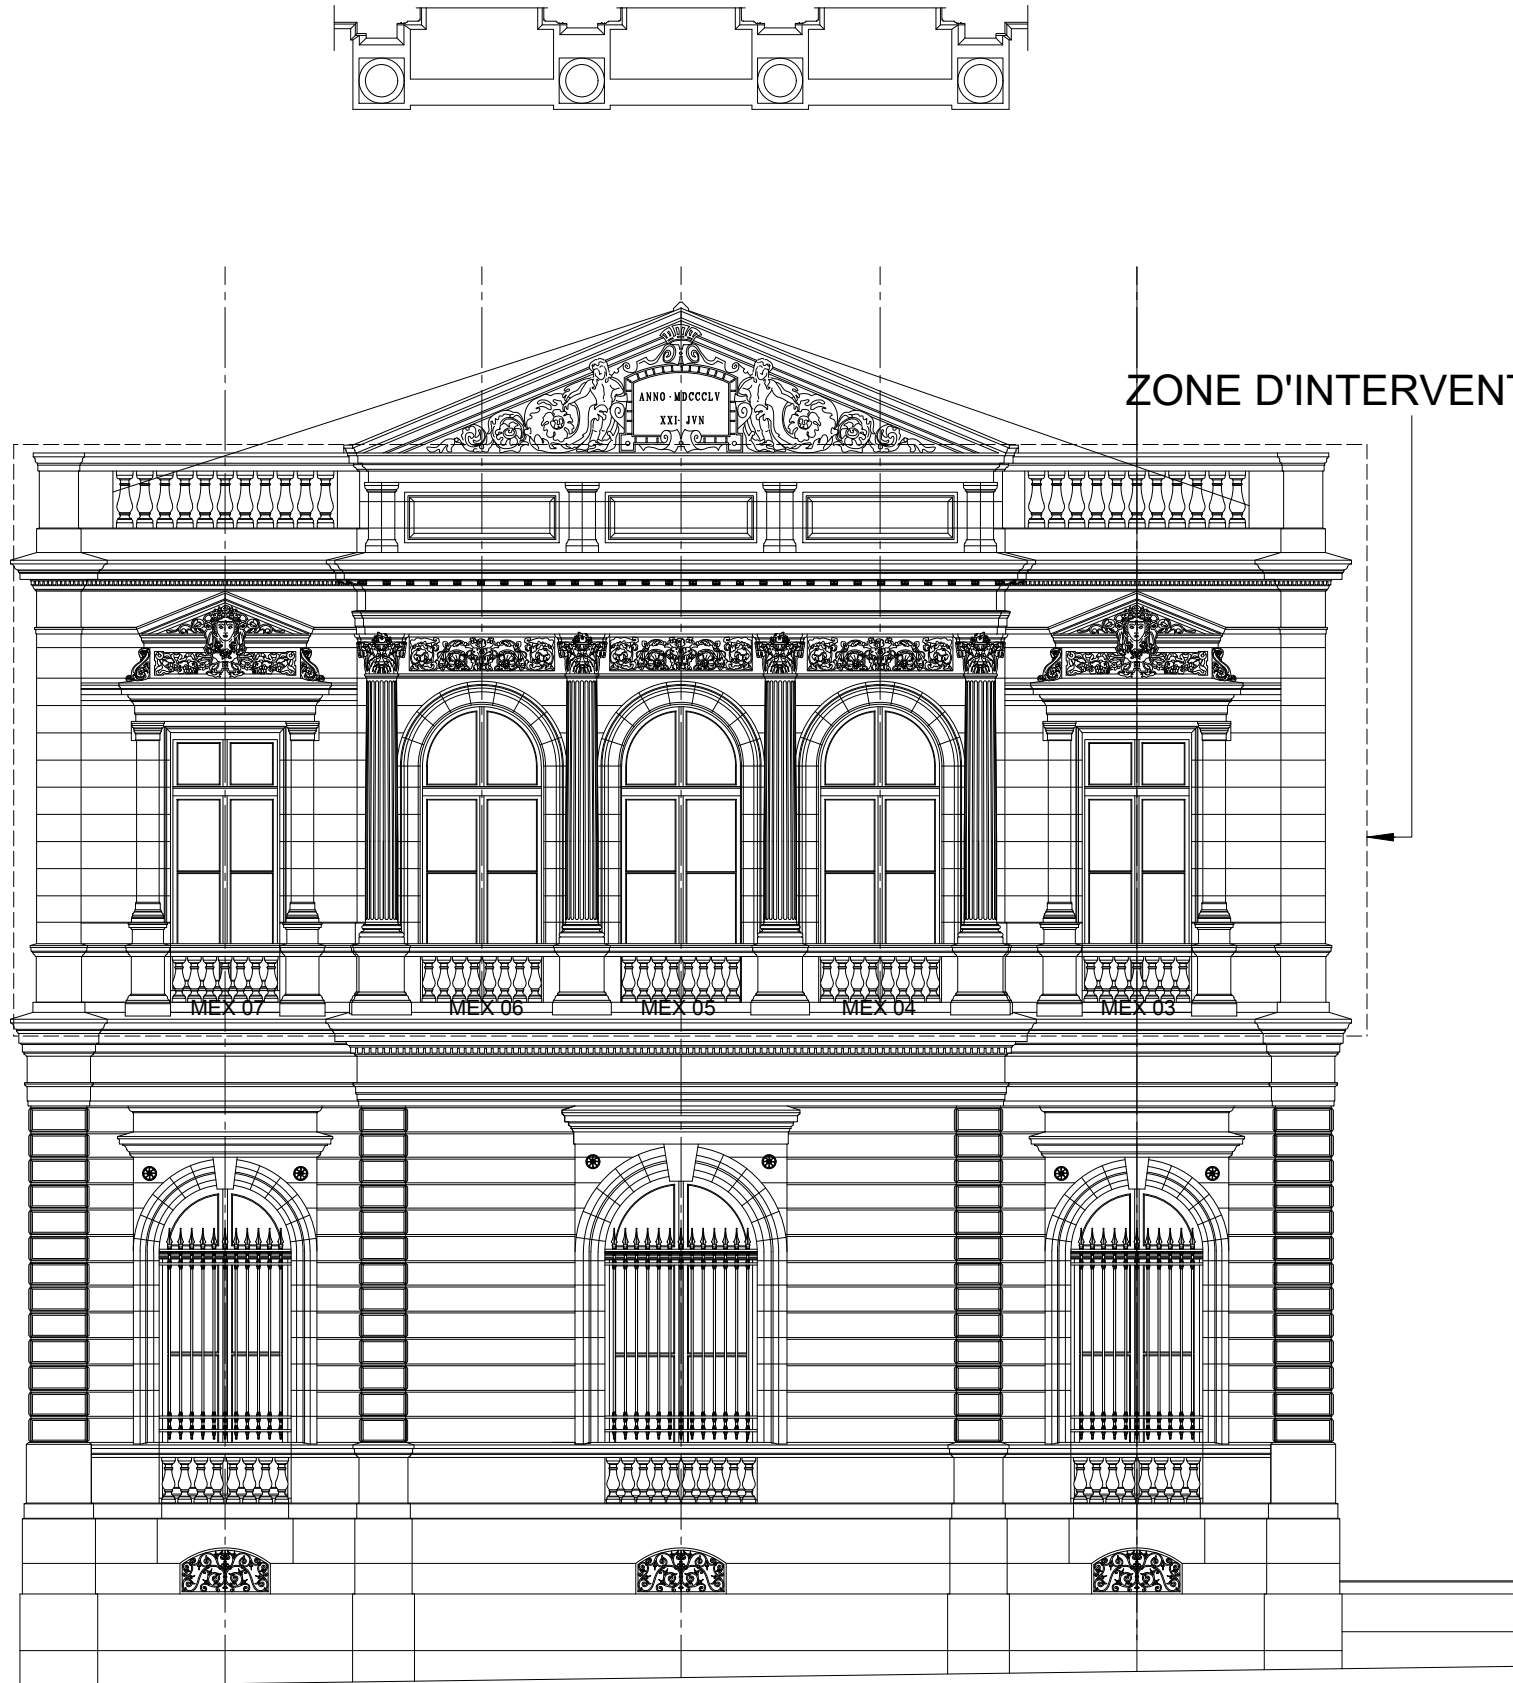 ZONE D'INTERVENT
ANNO · MDCCCLV
XXI · JVN
MEX 07 MEX 06 MEX 05 MEX 04 MEX 03